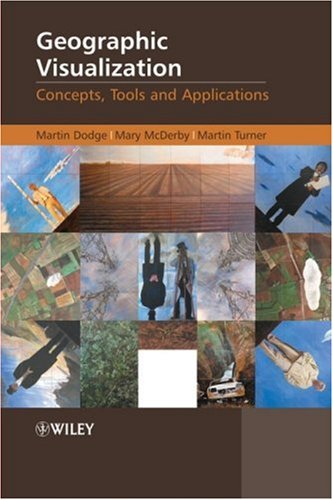 Geographic
Visualization
Concepts, Tools and Applications
Martin Dodge | Mary McDerby | Martin Turner
WILEY